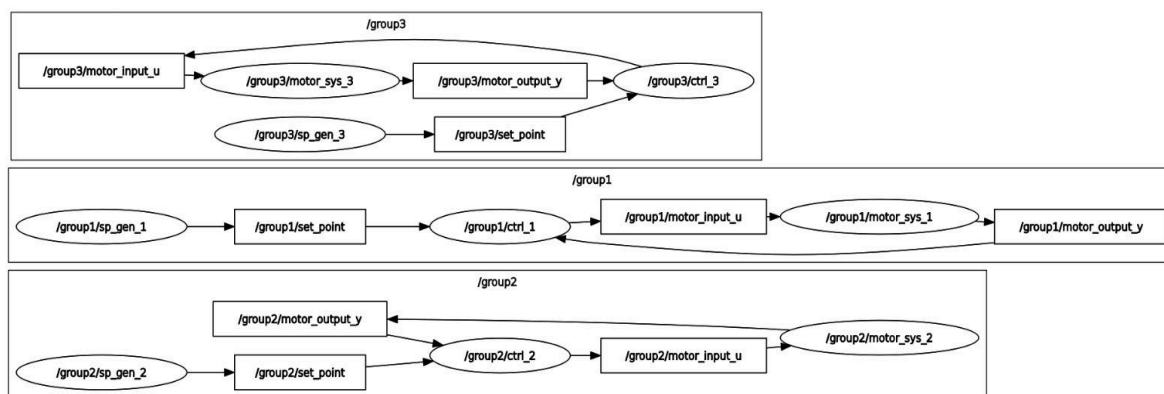 /group3
/group3/motor_input_u
/group3/motor_sys_3
/group3/motor_output_y
/group3/ctrl_3
/group3/sp_gen_3
/group3/set_point
/group1
/group1/sp_gen_1
/group1/set_point
/group1/ctrl_1
/group1/motor_input_u
/group1/motor_sys_1
/group1/motor_output_y
/group2
/group2/motor_output_y
/group2/ctrl_2
/group2/motor_input_u
/group2/motor_sys_2
/group2/sp_gen_2
/group2/set_point